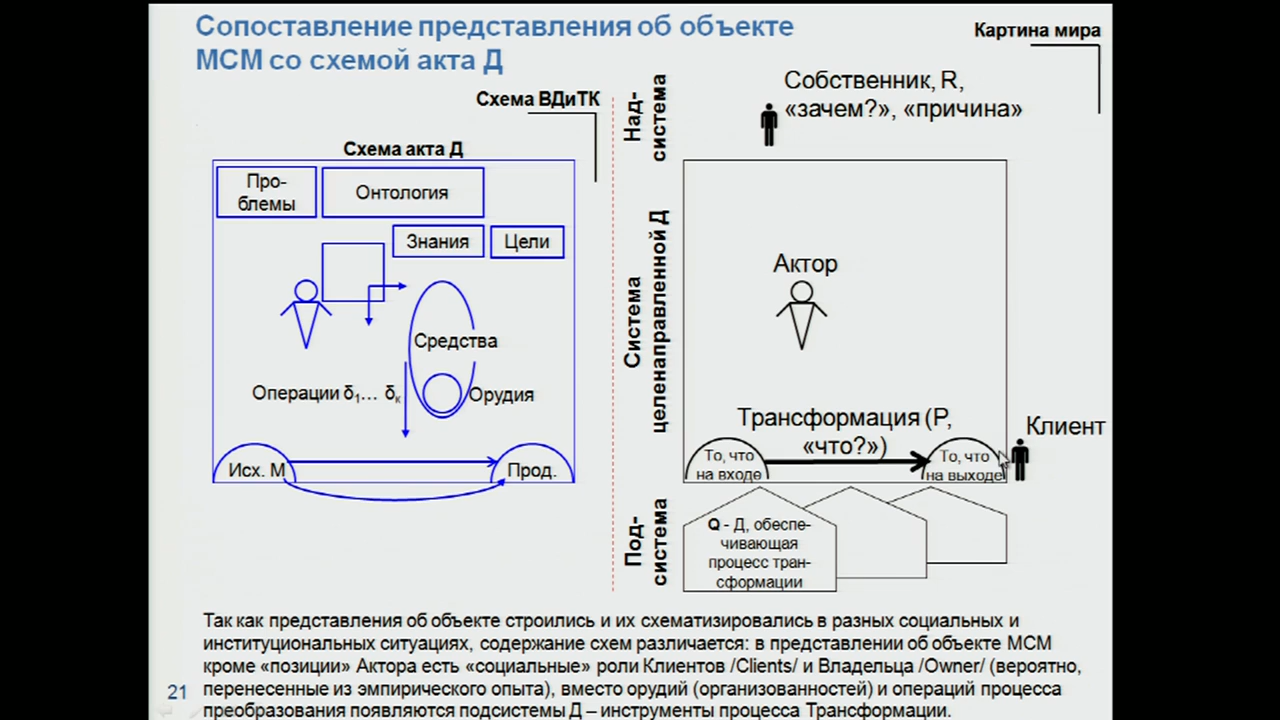 Сопоставление представления об объекте
МСМ со схемой акта Д
Картина мира
Схема ВДиТК
Схема акта Д
Про-
блемы
Онтология
Знания
Цели
Средства
Операции δ₁... δₖ
Орудия
Исх. М
Прод.
Над-
система
Собственник, R,
«зачем?», «причина»
Система
целенаправленной Д
Актор
Трансформация (P,
«что?»)
Клиент
То, что
на входе
То, что
на выходе
Под-
система
Q - Д, обеспе-
чивающая
процесс тран-
сформации
Так как представления об объекте строились и их схематизировались в разных социальных и
институциональных ситуациях, содержание схем различается: в представлении об объекте МСМ
кроме «позиции» Актора есть «социальные» роли Клиентов /Clients/ и Владельца /Owner/ (вероятно,
перенесенные из эмпирического опыта), вместо орудий (организованностей) и операций процесса
преобразования появляются подсистемы Д – инструменты процесса Трансформации.
21